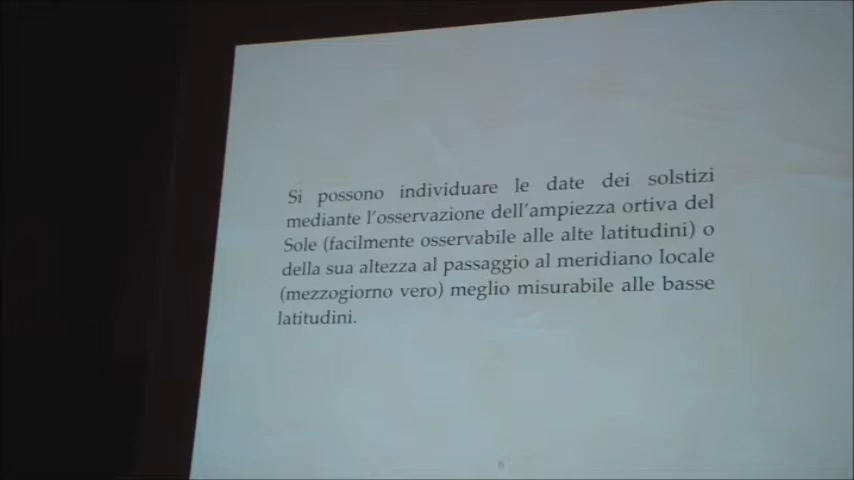 Si possono individuare le date dei solstizi
mediante l'osservazione dell'ampiezza ortiva del
Sole (facilmente osservabile alle alte latitudini) o
della sua altezza al passaggio al meridiano locale
(mezzogiorno vero) meglio misurabile alle basse
latitudini.